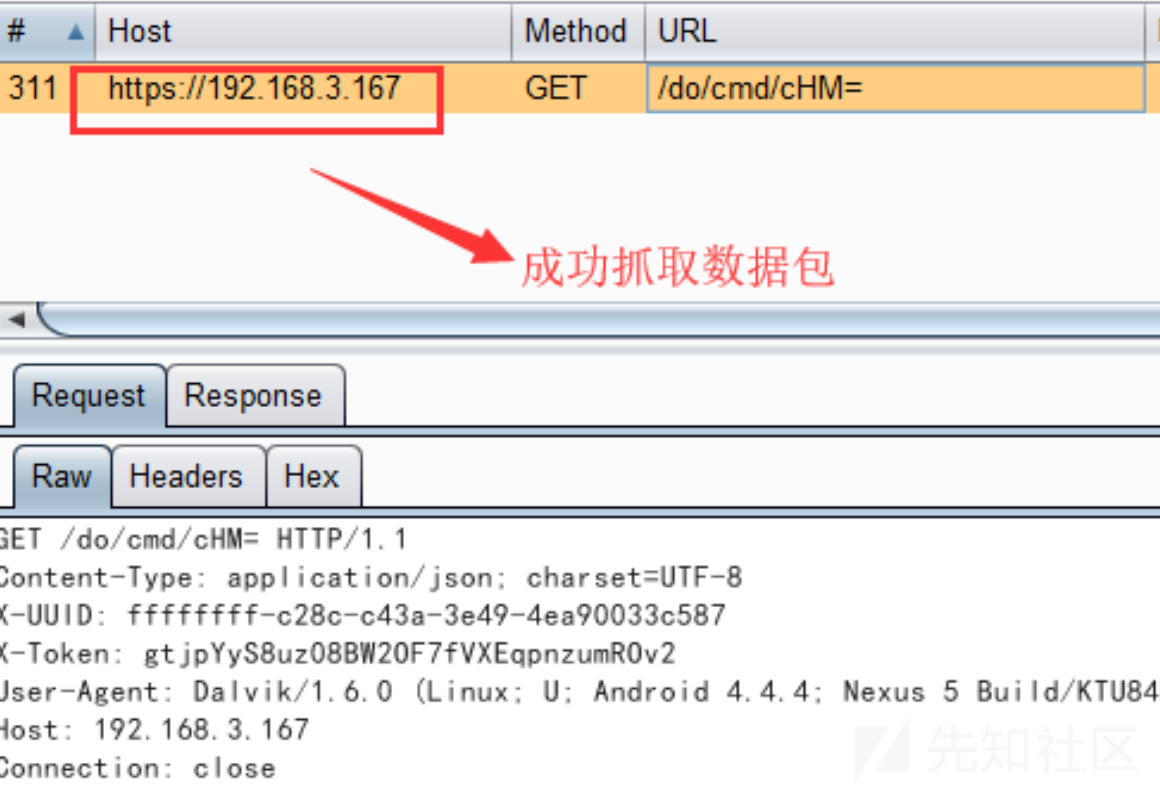 # Host Method URL
311 https://192.168.3.167 GET /do/cmd/cHM=
成功抓取数据包
Request Response
Raw Headers Hex
GET /do/cmd/cHM= HTTP/1.1
Content-Type: application/json; charset=UTF-8
X-UUID: ffffffff-c28c-c43a-3e49-4ea90033c587
X-Token: gtjpYyS8uzO8BW2OF7fVXEqpnzumROv2
User-Agent: Dalvik/1.6.0 (Linux; U; Android 4.4.4; Nexus 5 Build/KTU84
Host: 192.168.3.167
Connection: close
先知社区